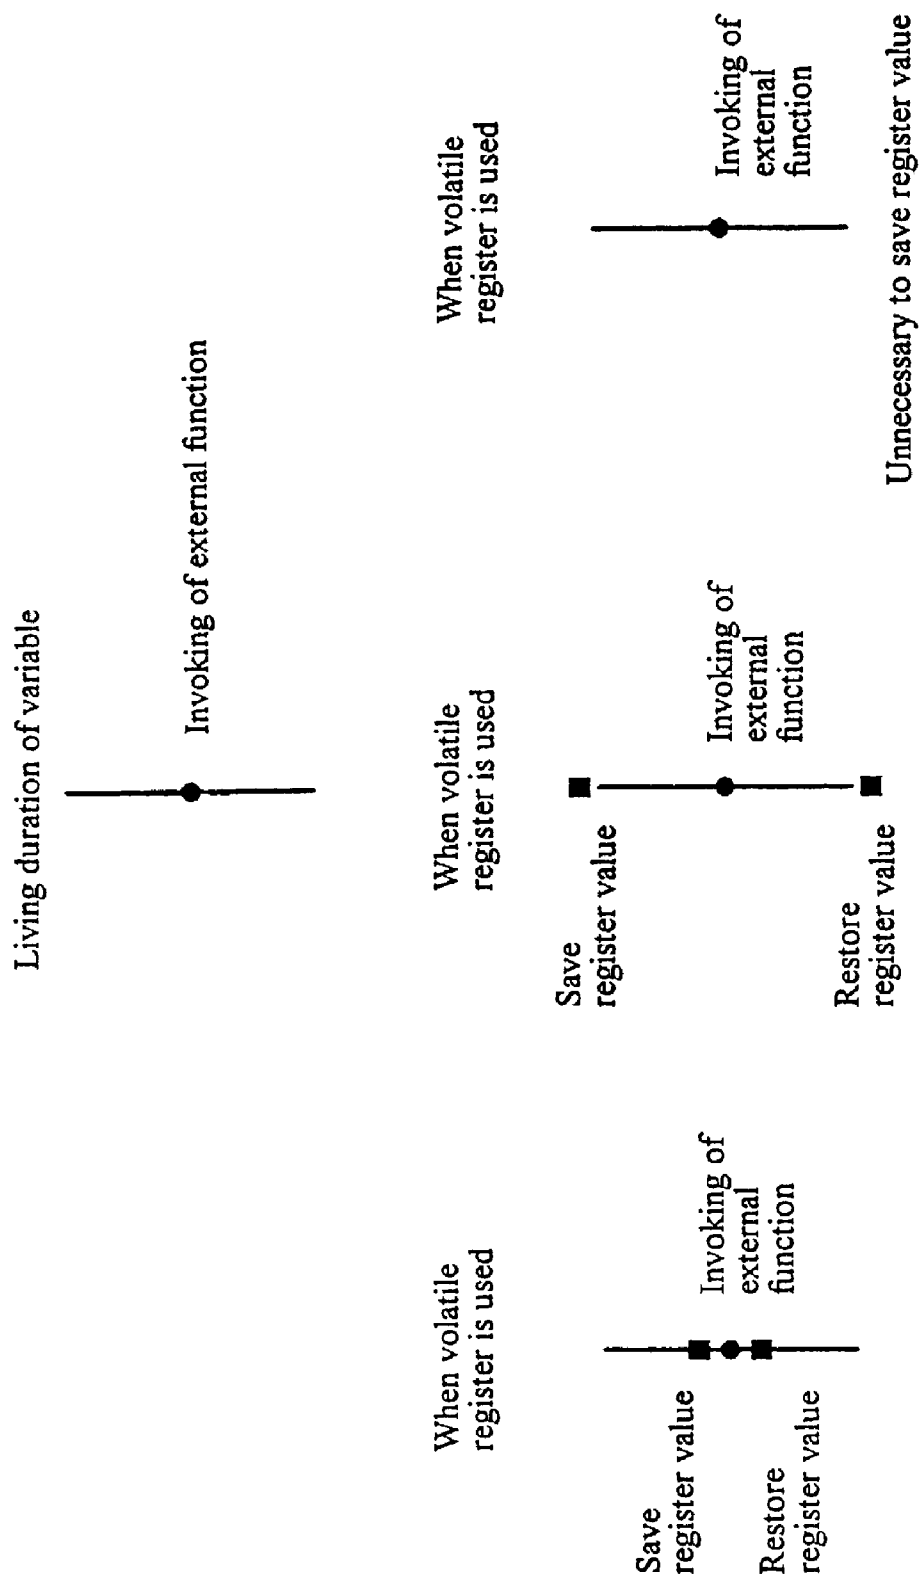 Living duration of variable
Invoking of external function
When volatile
register is used
Save
register value
Invoking of
external
function
Restore
register value
When volatile
register is used
Save
register value
Invoking of
external
function
Restore
register value
When volatile
register is used
Invoking of
external
function
Unnecessary to save register value